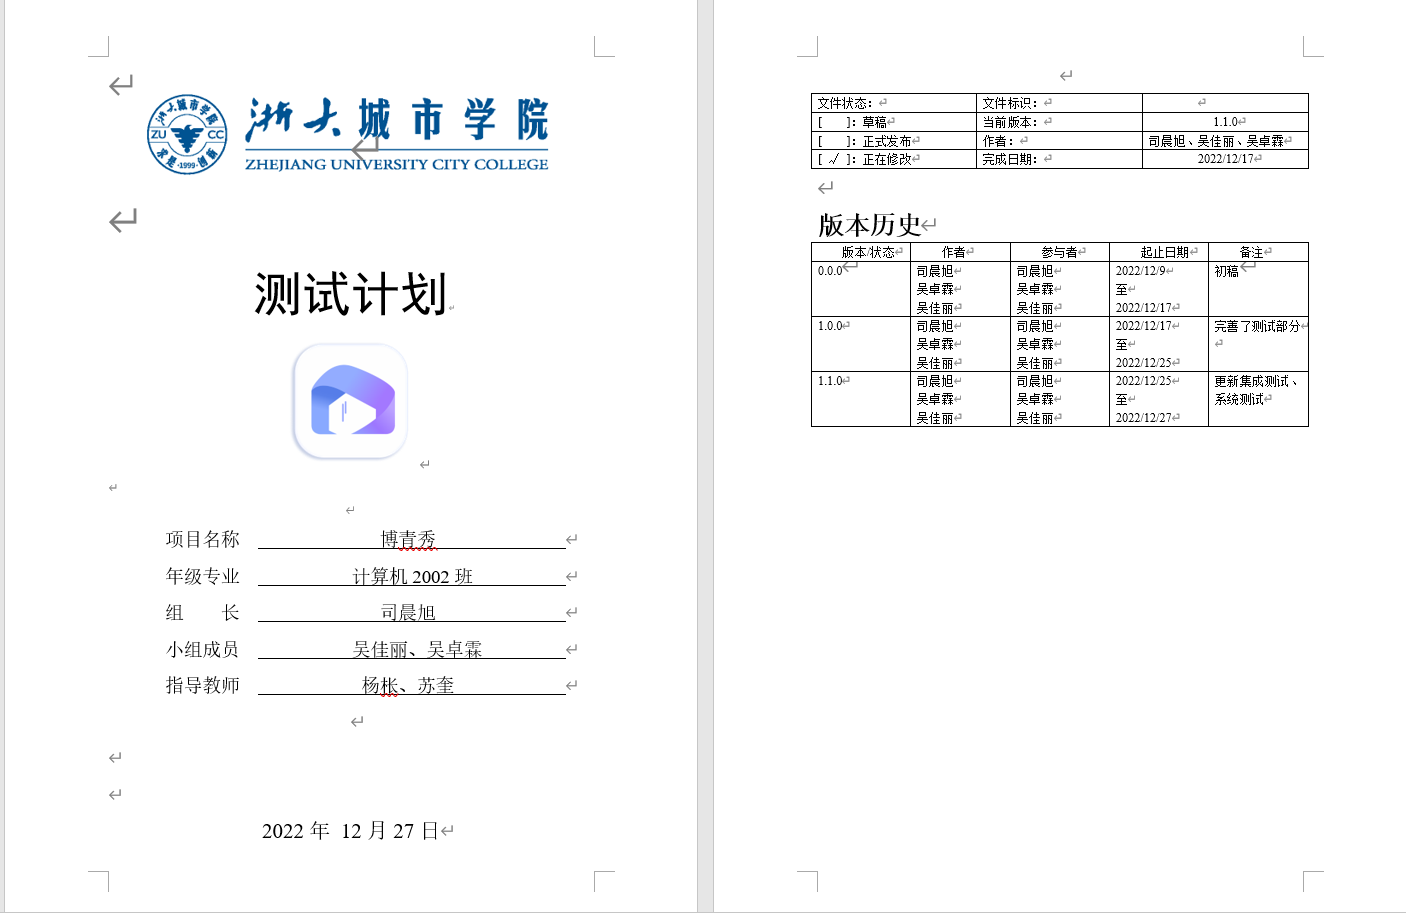 浙大城市学院
ZHEJIANG UNIVERSITY CITY COLLEGE
浙大城市学院
ZU CC
求是·1999·创新
测试计划
项目名称 博青秀
年级专业 计算机 2002 班
组 长 司晨旭
小组成员 吴佳丽、吴卓霖
指导教师 杨枨、苏奎
2022 年 12 月 27 日
文件状态： 文件标识：
[ ]：草稿 当前版本： 1.1.0
[ ]：正式发布 作者： 司晨旭、吴佳丽、吴卓霖
[ √ ]：正在修改 完成日期： 2022/12/17
版本历史
版本/状态 作者 参与者 起止日期 备注
0.0.0 司晨旭 司晨旭 2022/12/9 初稿
吴卓霖 吴卓霖 至
吴佳丽 吴佳丽 2022/12/17
1.0.0 司晨旭 司晨旭 2022/12/17 完善了测试部分
吴卓霖 吴卓霖 至
吴佳丽 吴佳丽 2022/12/25
1.1.0 司晨旭 司晨旭 2022/12/25 更新集成测试、
吴卓霖 吴卓霖 至 系统测试
吴佳丽 吴佳丽 2022/12/27